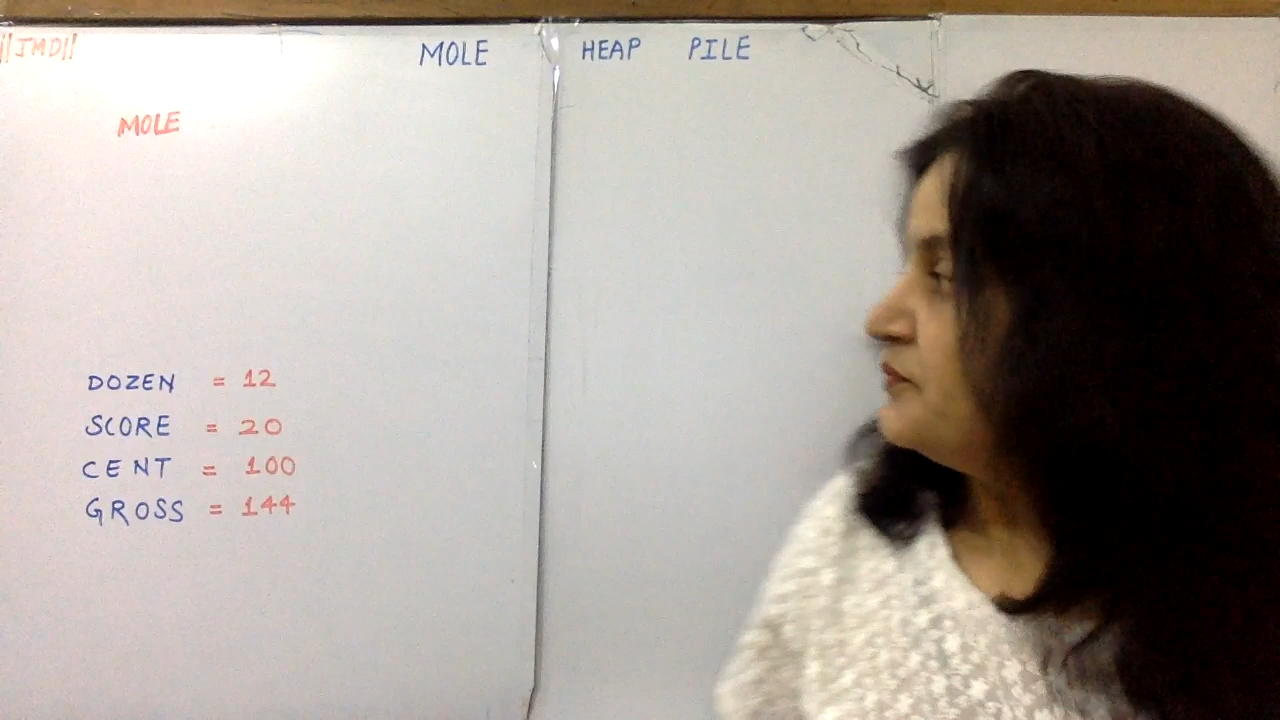 ||JMD||
MOLE HEAP PILE
MOLE
DOZEN = 12
SCORE = 20
CENT = 100
GROSS = 144